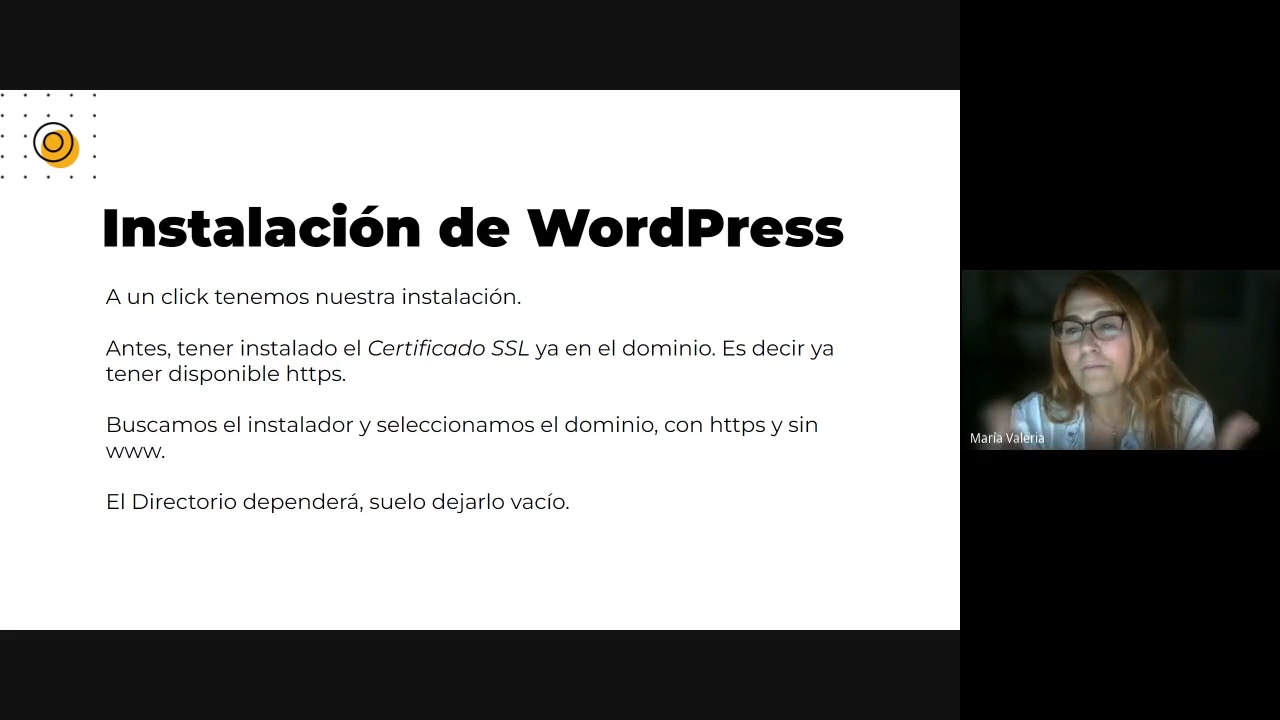 Instalación de WordPress
A un click tenemos nuestra instalación.
Antes, tener instalado el Certificado SSL ya en el dominio. Es decir ya
tener disponible https.
Buscamos el instalador y seleccionamos el dominio, con https y sin
www.
El Directorio dependerá, suelo dejarlo vacío.
María Valeria